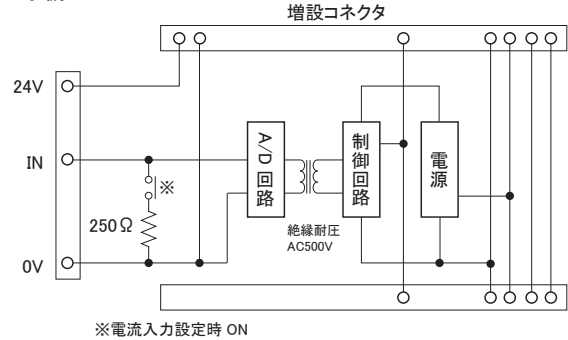 増設コネクタ
24V
IN
※
250Ω
0V
A/D回路
絶縁耐圧
AC500V
制御回路
電源
※電流入力設定時 ON